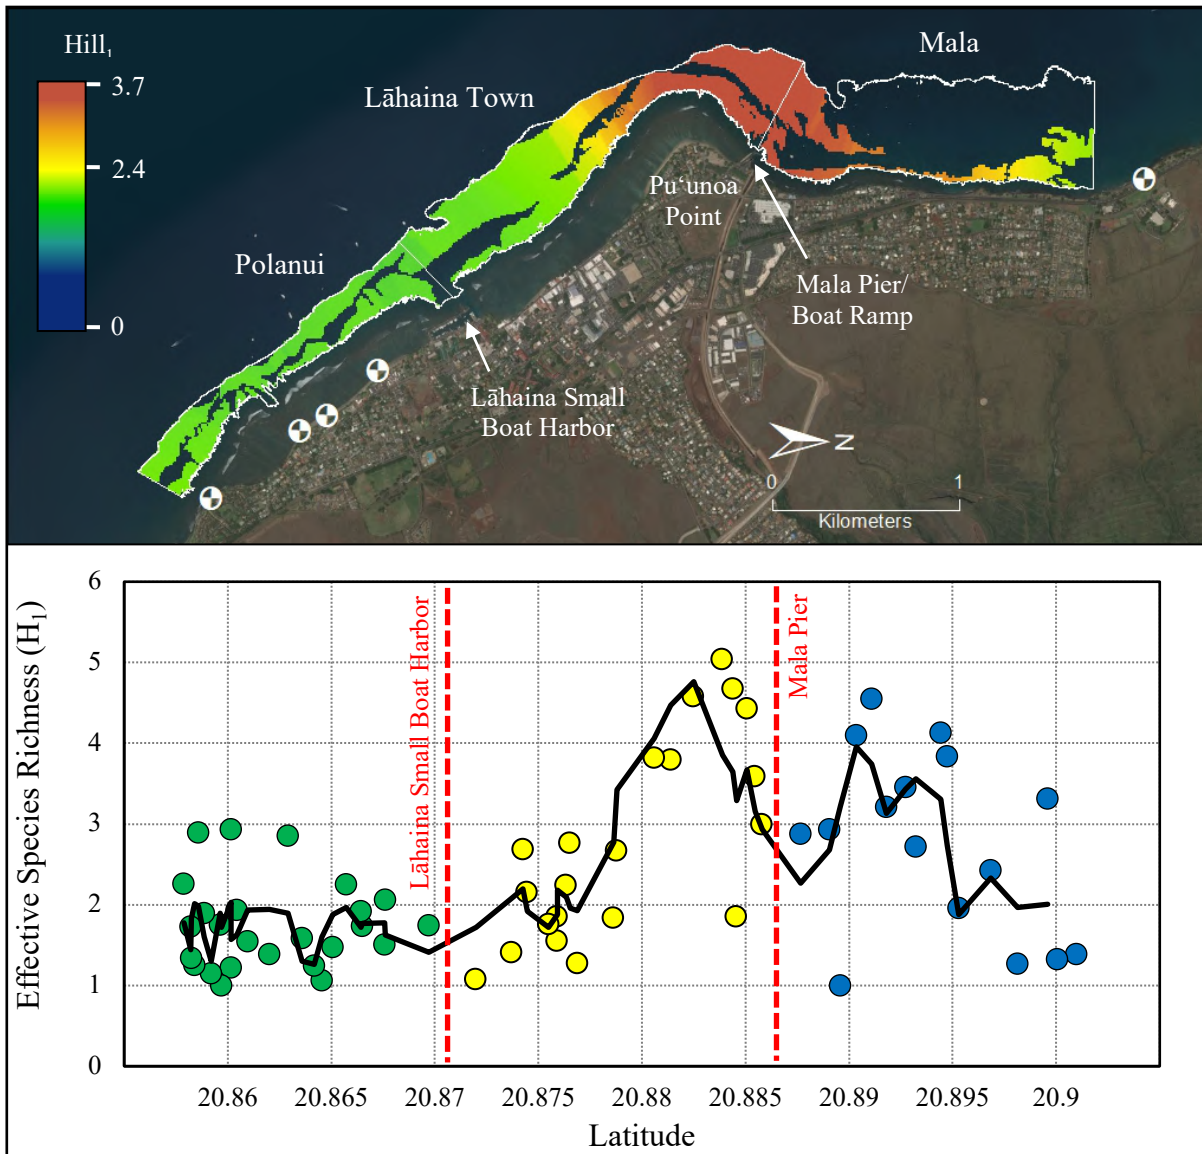 Hill₁
3.7
2.4
0
Mala
Lāhaina Town
Puʻunoa
Point
Polanui
Mala Pier/
Boat Ramp
Lāhaina Small
Boat Harbor
N
0
1
Kilometers
Effective Species Richness (H₁)
6
5
4
3
2
1
0
Lāhaina Small Boat Harbor
Mala Pier
20.86
20.865
20.87
20.875
20.88
20.885
20.89
20.895
20.9
Latitude